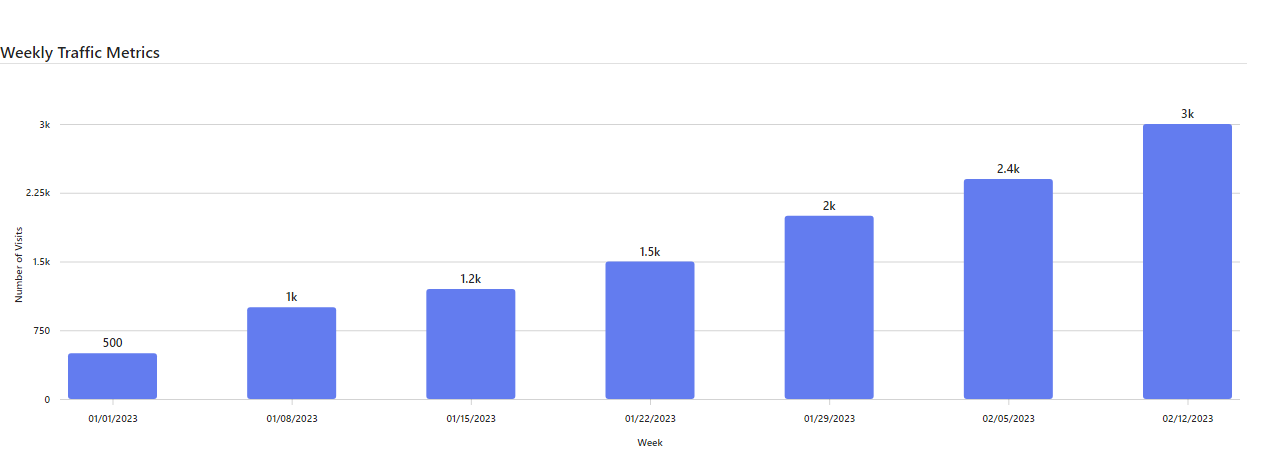 Weekly Traffic Metrics
3k
3k
2.4k
2.25k
2k
1.5k
1.5k
1.2k
1k
750
500
0
Number of Visits
01/01/2023 01/08/2023 01/15/2023 01/22/2023 01/29/2023 02/05/2023 02/12/2023
Week